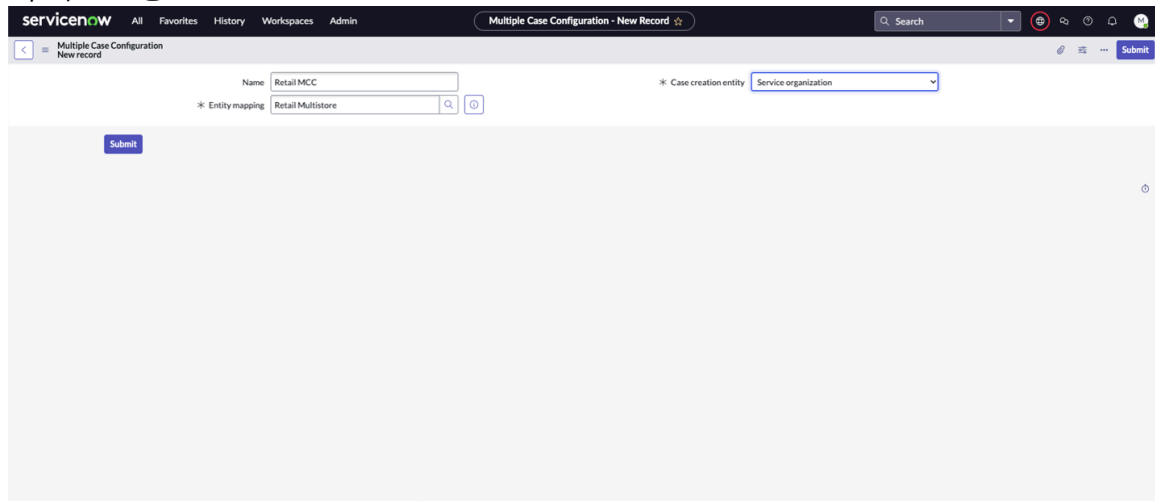 servicenow All Favorites History Workspaces Admin Multiple Case Configuration - New Record Search M
Multiple Case Configuration
New record
Submit
Name Retail MCC
* Case creation entity Service organization
* Entity mapping Retail Multistore
Submit